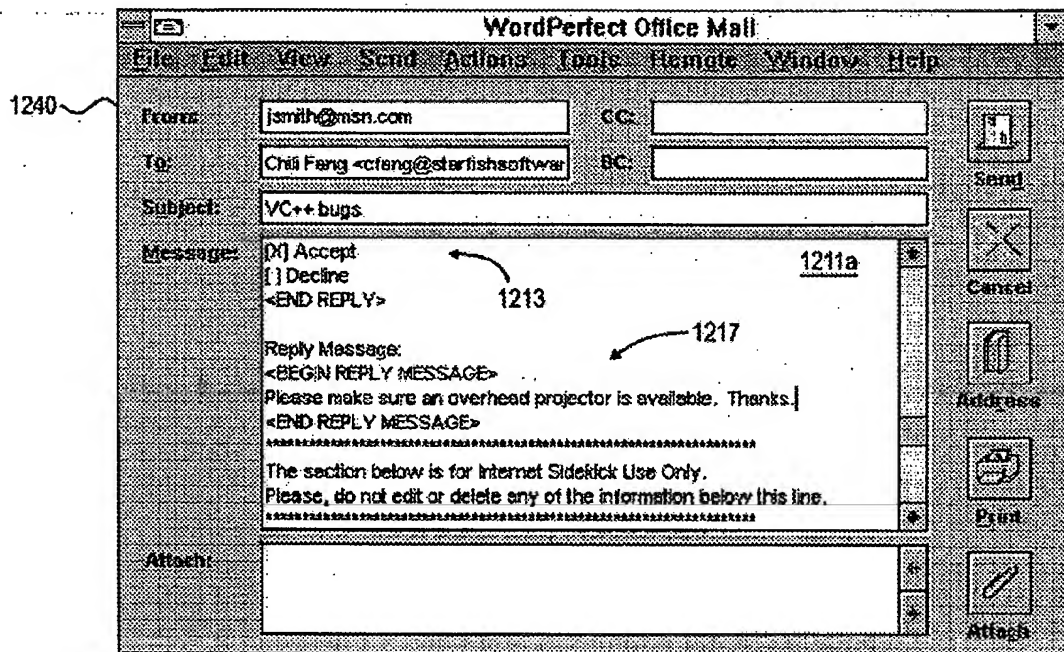 WordPerfect Office Mail
File Edit View Send Actions Tools Remote Window Help
1240
From: jsmith@msn.com CC:
To: Chili Fang <cfang@starfishsoftwar BC:
Send
Subject: VC++ bugs
Message: [X] Accept
1211a
[ ] Decline
1213
Cancel
<END REPLY>
1217
Reply Message:
<BEGIN REPLY MESSAGE>
Please make sure an overhead projector is available. Thanks.
Address
<END REPLY MESSAGE>
**********************************************************************
The section below is for Internet Sidekick Use Only.
Please, do not edit or delete any of the information below this line.
**********************************************************************
Print
Attach:
Attach